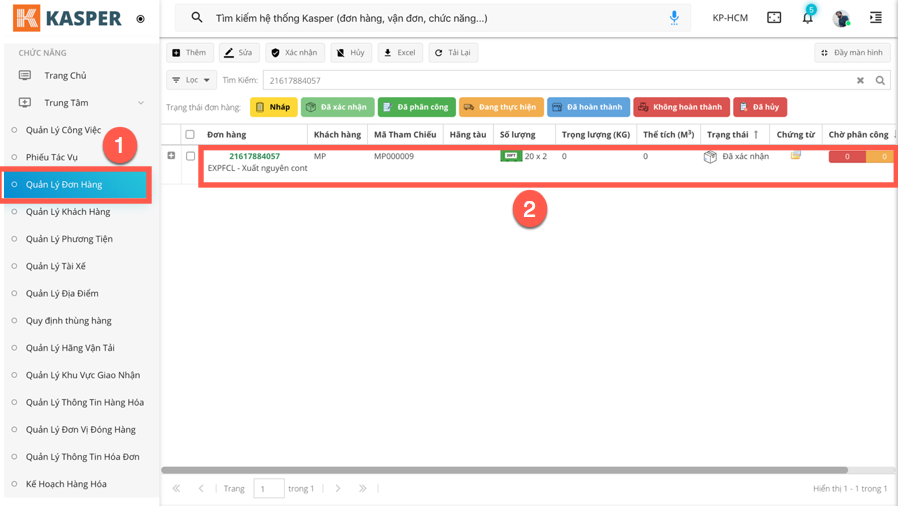 KASPER
Tìm kiếm hệ thống Kasper (đơn hàng, vận đơn, chức năng...)
KP-HCM
5
CHỨC NĂNG
Trang Chủ
Trung Tâm
Quản Lý Công Việc
Phiếu Tác Vụ
1
Quản Lý Đơn Hàng
Quản Lý Khách Hàng
Quản Lý Phương Tiện
Quản Lý Tài Xế
Quản Lý Địa Điểm
Quy định thùng hàng
Quản Lý Hãng Vận Tải
Quản Lý Khu Vực Giao Nhận
Quản Lý Thông Tin Hàng Hóa
Quản Lý Đơn Vị Đóng Hàng
Quản Lý Thông Tin Hóa Đơn
Kế Hoạch Hàng Hóa
Thêm Sửa Xác nhận Hủy Excel Tải Lại Đầy màn hình
Lọc Tìm Kiếm: 21617884057
Trạng thái đơn hàng: Nháp Đã xác nhận Đã phân công Đang thực hiện Đã hoàn thành Không hoàn thành Đã hủy
Đơn hàng Khách hàng Mã Tham Chiếu Hãng tàu Số lượng Trọng lượng (KG) Thể tích (M³) Trạng thái Chứng từ Chờ phân công
21617884057 MP MP000009 20 x 2 0 0 Đã xác nhận 0 0
EXPFCL - Xuất nguyên cont
2
Trang 1 trong 1
Hiển thị 1 - 1 trong 1